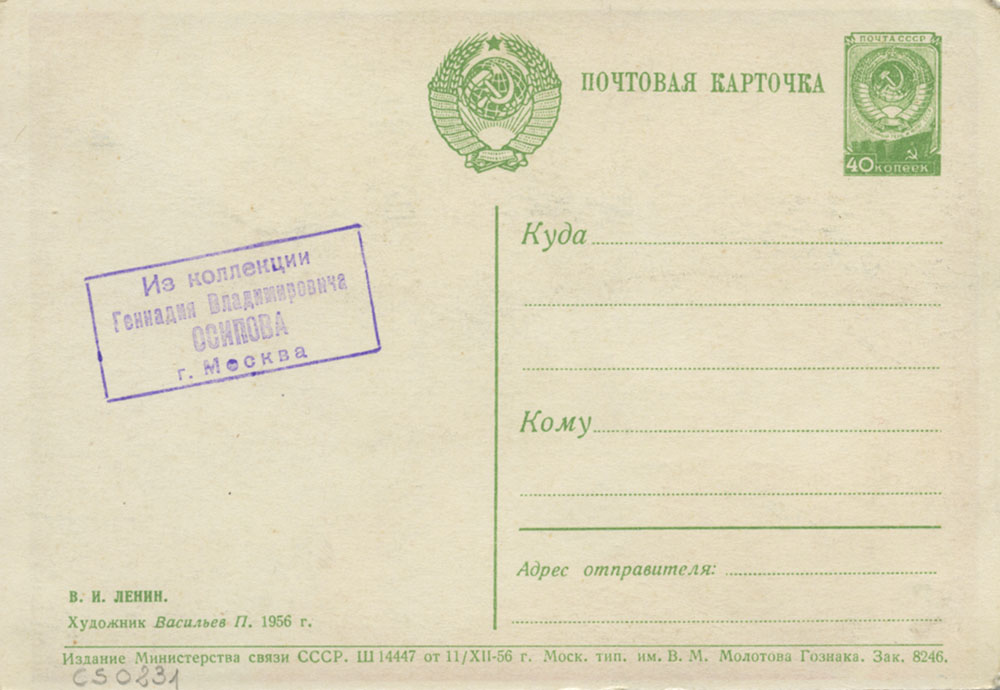 ПОЧТОВАЯ КАРТОЧКА
ПОЧТА СССР
40 КОПЕЕК
Из коллекции
Геннадия Владимировича
ОСИПОВА
г. Москва
Куда
Кому
Адрес отправителя:
В. И. ЛЕНИН.
Художник Васильев П. 1956 г.
Издание Министерства связи СССР. Ш 14447 от 11/XII-56 г. Моск. тип. им. В. М. Молотова Гознака. Зак. 8246.
CS0231